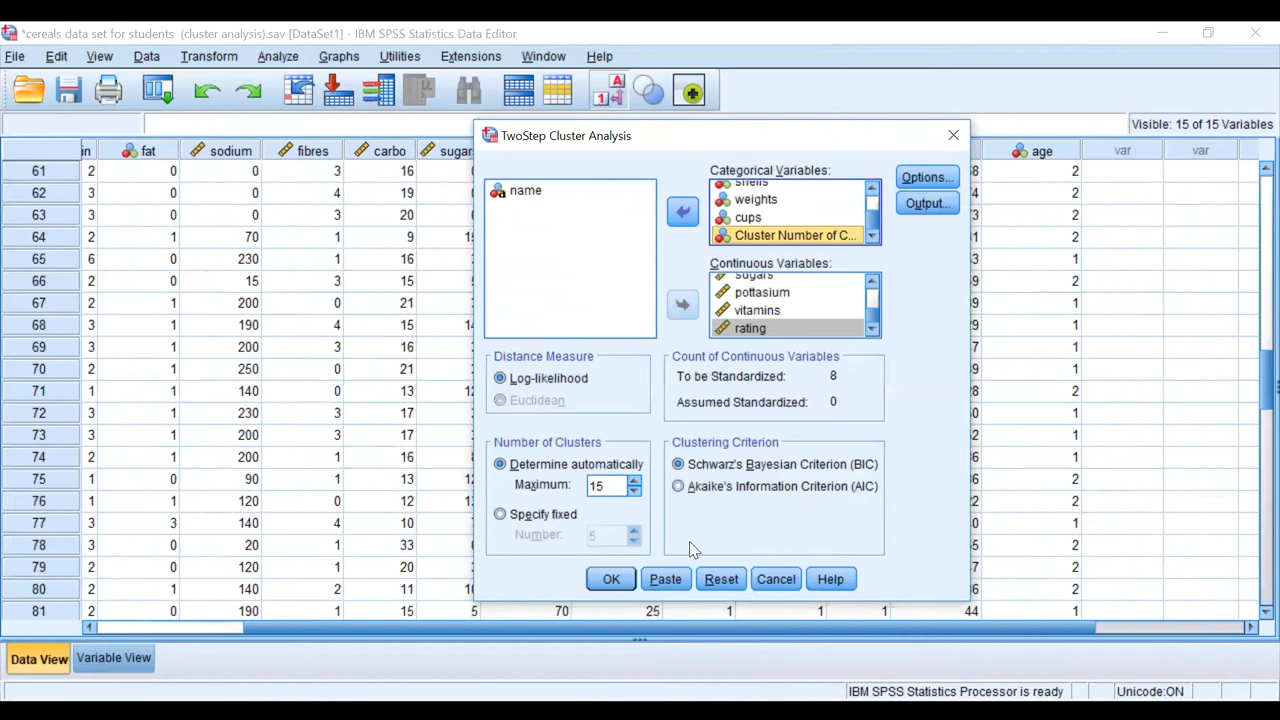 *cereals data set for students (cluster analysis).sav [DataSet1] - IBM SPSS Statistics Data Editor
File Edit View Data Transform Analyze Graphs Utilities Extensions Window Help
Visible: 15 of 15 Variables
in fat sodium fibres carbo sugar age var var
61 2 0 0 3 16 2
62 3 0 0 4 19 2
63 3 0 0 3 20 2
64 2 1 70 1 9 2
65 6 0 230 1 16 1
66 2 0 15 3 15 2
67 2 1 200 0 21 1
68 3 1 190 4 15 1
69 3 1 200 3 16 1
70 2 1 250 0 21 1
71 1 1 140 0 13 2
72 3 1 230 3 17 1
73 3 1 200 3 17 1
74 2 1 200 1 16 2
75 1 0 90 1 13 2
76 1 1 120 0 12 2
77 3 3 140 4 10 1
78 3 0 20 1 33 2
79 2 0 120 1 20 2
80 2 1 140 2 11 2
81 2 0 190 1 15 5 70 25 1 1 1 44 1
TwoStep Cluster Analysis
name
Categorical Variables:
shells
weights
cups
Cluster Number of C...
Options...
Output...
Continuous Variables:
sugars
pottasium
vitamins
rating
Distance Measure
Log-likelihood
Euclidean
Count of Continuous Variables
To be Standardized: 8
Assumed Standardized: 0
Number of Clusters
Determine automatically
Maximum: 15
Specify fixed
Number: 5
Clustering Criterion
Schwarz's Bayesian Criterion (BIC)
Akaike's Information Criterion (AIC)
OK Paste Reset Cancel Help
Data View Variable View
IBM SPSS Statistics Processor is ready Unicode:ON